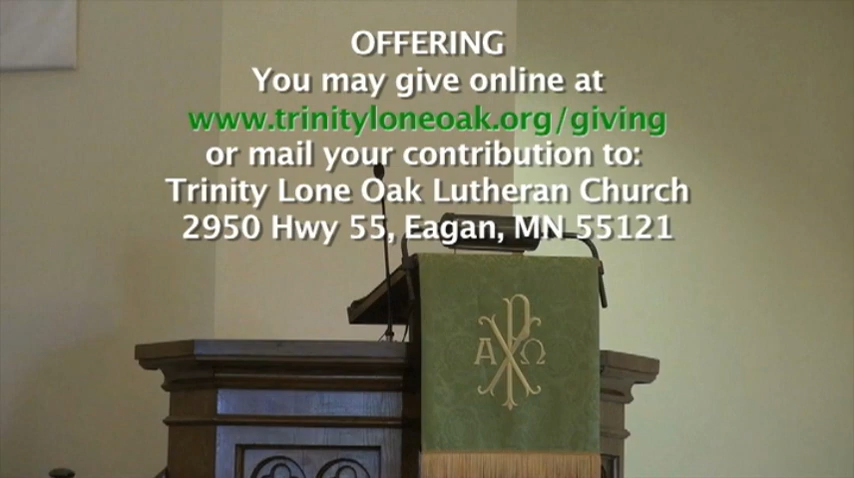 OFFERING
You may give online at
www.trinityloneoak.org/giving
or mail your contribution to:
Trinity Lone Oak Lutheran Church
2950 Hwy 55, Eagan, MN 55121
Α Ω